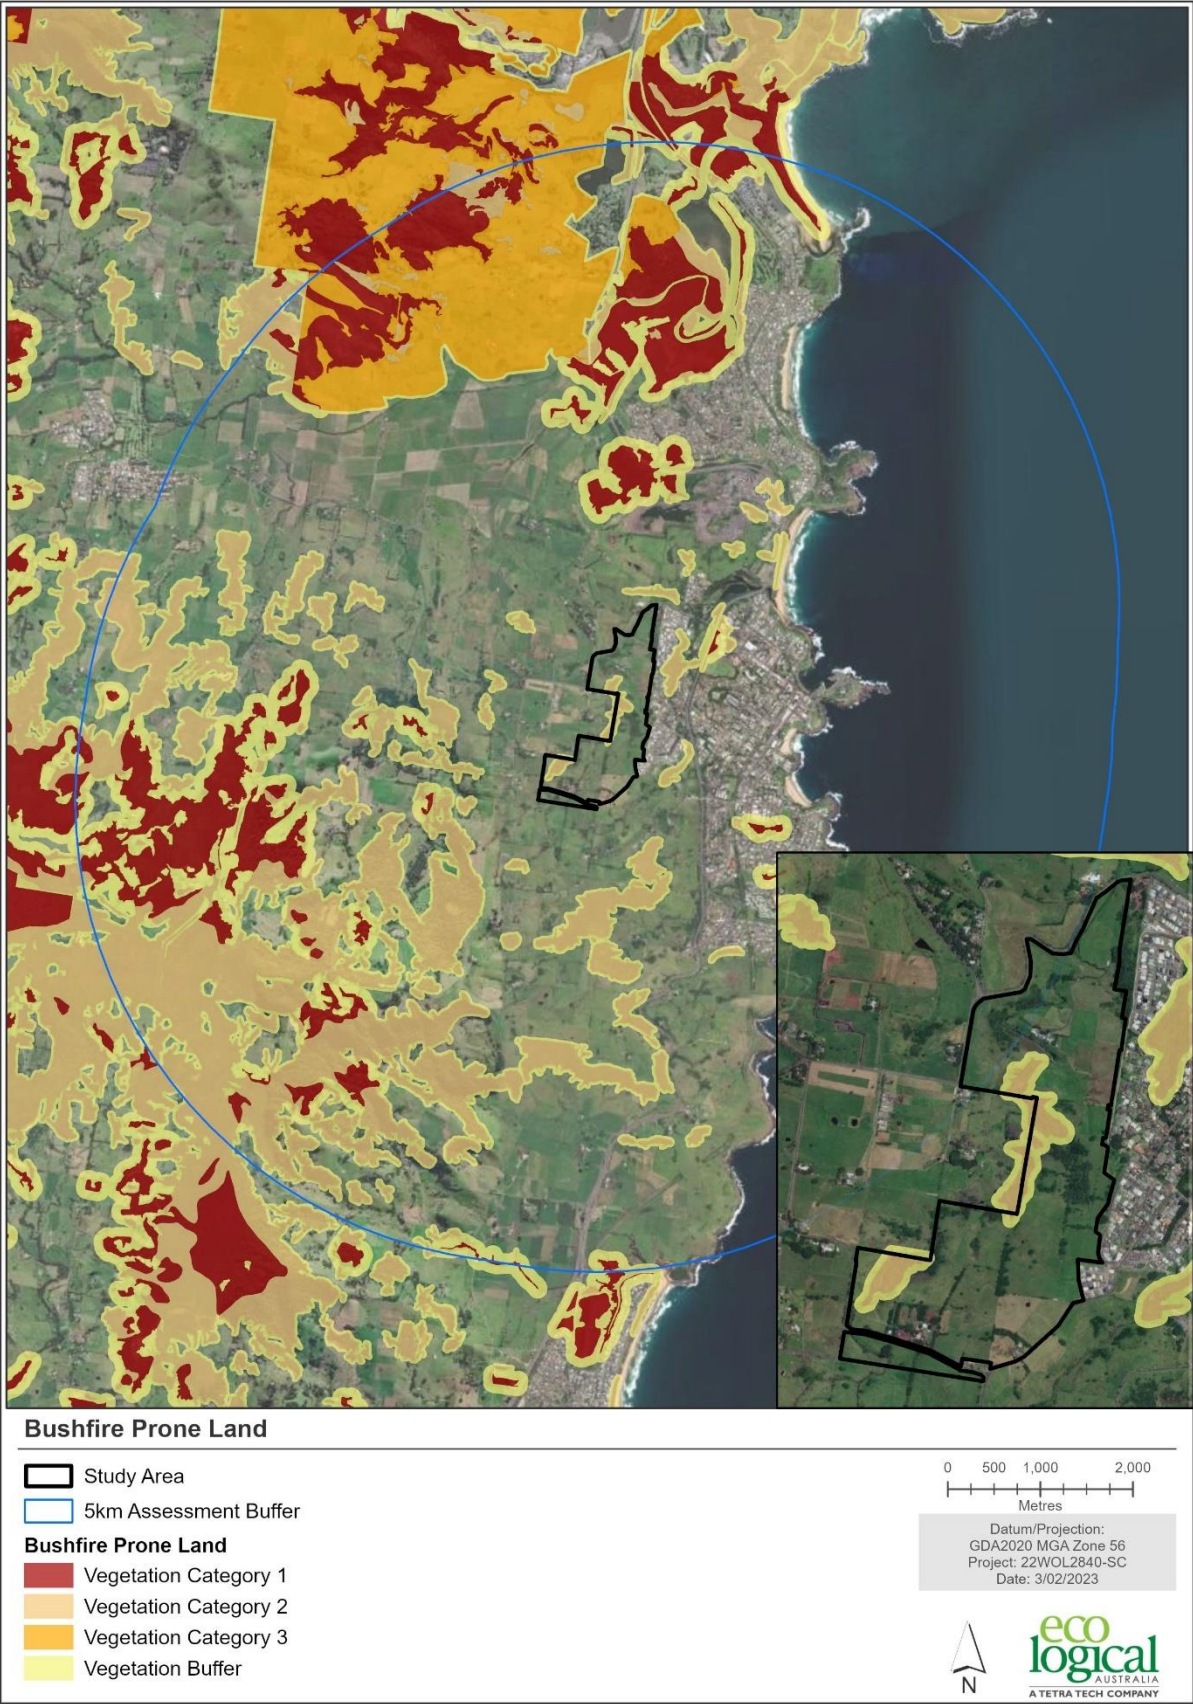 Bushfire Prone Land
Study Area
5km Assessment Buffer
Bushfire Prone Land
Vegetation Category 1
Vegetation Category 2
Vegetation Category 3
Vegetation Buffer
0 500 1,000 2,000
Metres
Datum/Projection:
GDA2020 MGA Zone 56
Project: 22WOL2840-SC
Date: 3/02/2023
N
eco
logical
AUSTRALIA
A TETRA TECH COMPANY